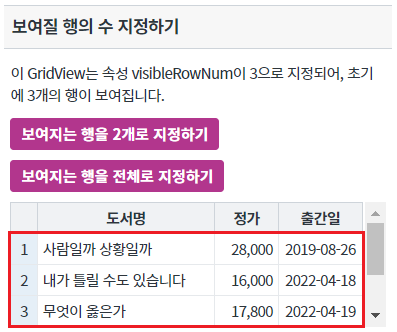 보여질 행의 수 지정하기
이 GridView는 속성 visibleRowNum이 3으로 지정되어, 초기
에 3개의 행이 보여집니다.
보여지는 행을 2개로 지정하기
보여지는 행을 전체로 지정하기
도서명 정가 출간일
1 사람일까 상황일까 28,000 2019-08-26
2 내가 틀릴 수도 있습니다 16,000 2022-04-18
3 무엇이 옳은가 17,800 2022-04-19